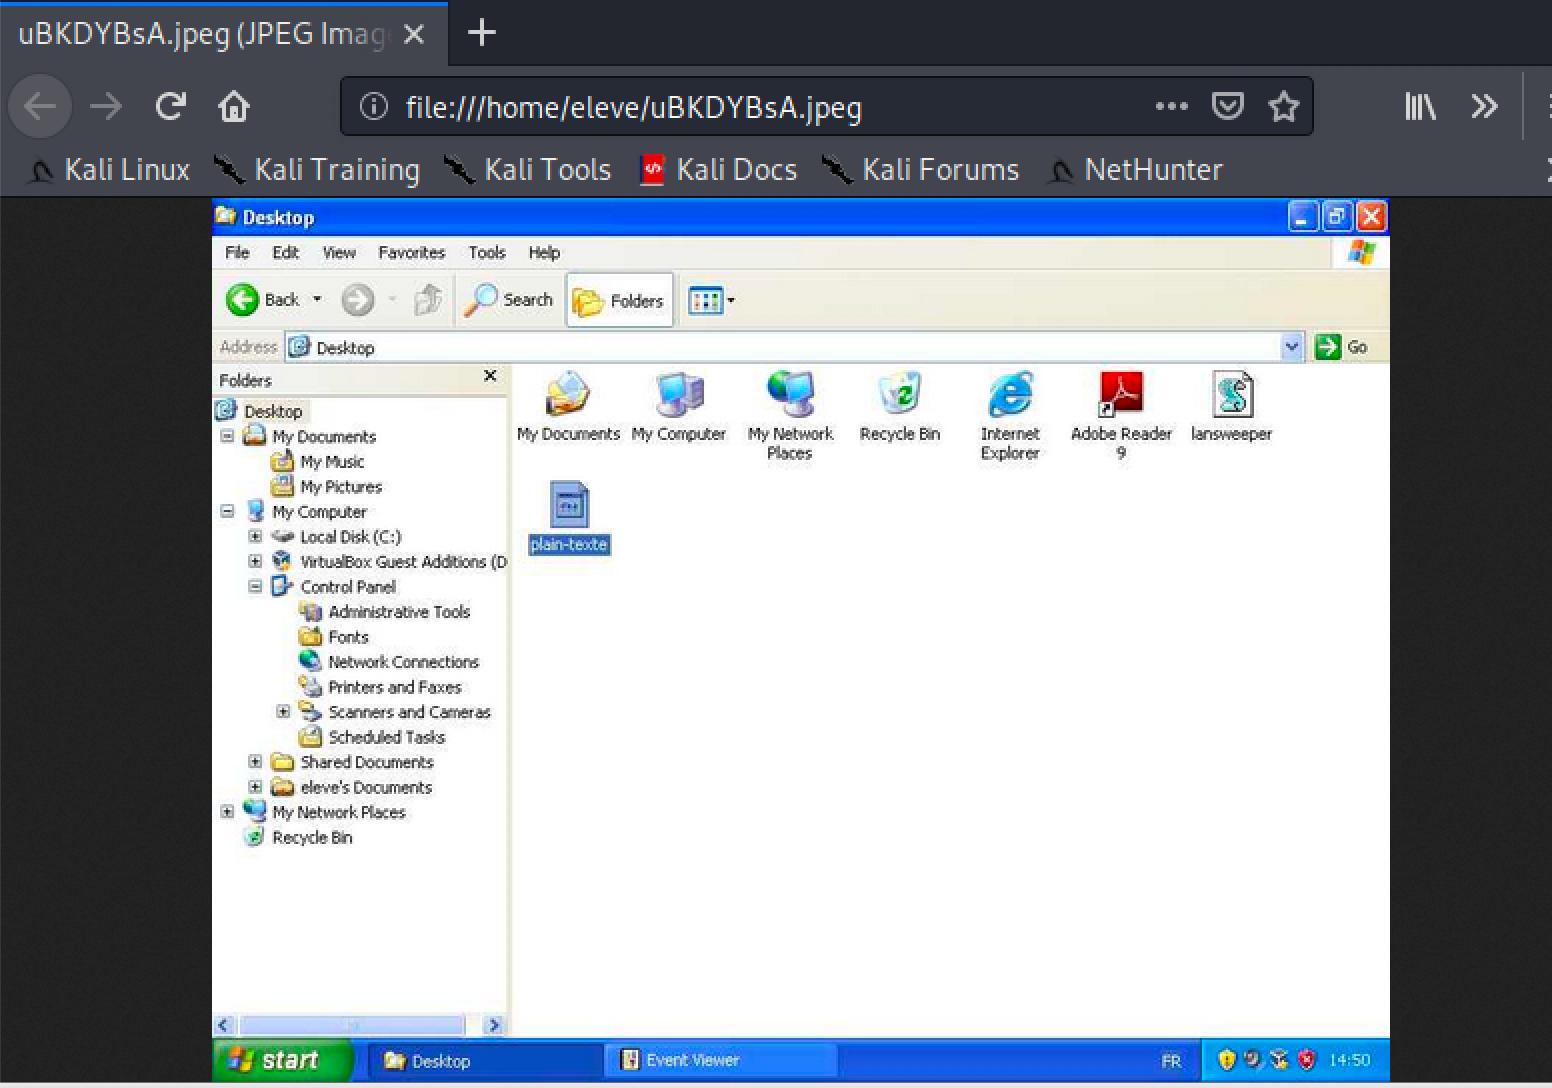 uBKDYBsA.jpeg (JPEG Imag
file:///home/eleve/uBKDYBsA.jpeg
Kali Linux Kali Training Kali Tools Kali Docs Kali Forums NetHunter
Desktop
File Edit View Favorites Tools Help
Back Search Folders
Address Desktop Go
Folders
Desktop
My Documents
My Music
My Pictures
My Computer
Local Disk (C:)
VirtualBox Guest Additions (D
Control Panel
Administrative Tools
Fonts
Network Connections
Printers and Faxes
Scanners and Cameras
Scheduled Tasks
Shared Documents
eleve's Documents
My Network Places
Recycle Bin
My Documents My Computer My Network Places Recycle Bin Internet Explorer Adobe Reader 9 lansweeper
plain-texte
start Desktop Event Viewer FR 14:50